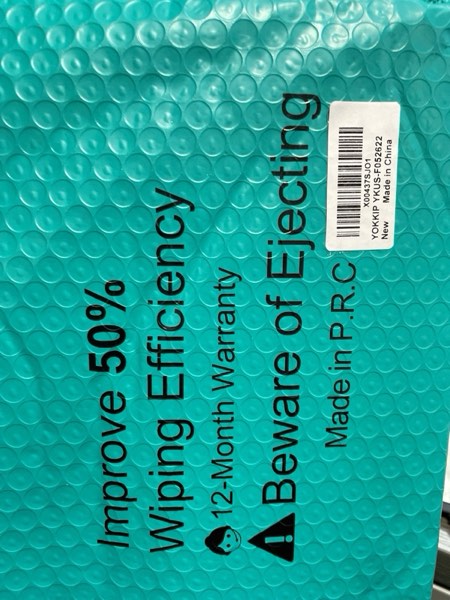 Improve 50%
Wiping Efficiency
12-Month Warranty
Beware of Ejecting
Made in P.R.C
X00437SJO1
YOKKIP YKUS-F052622
New Made in China